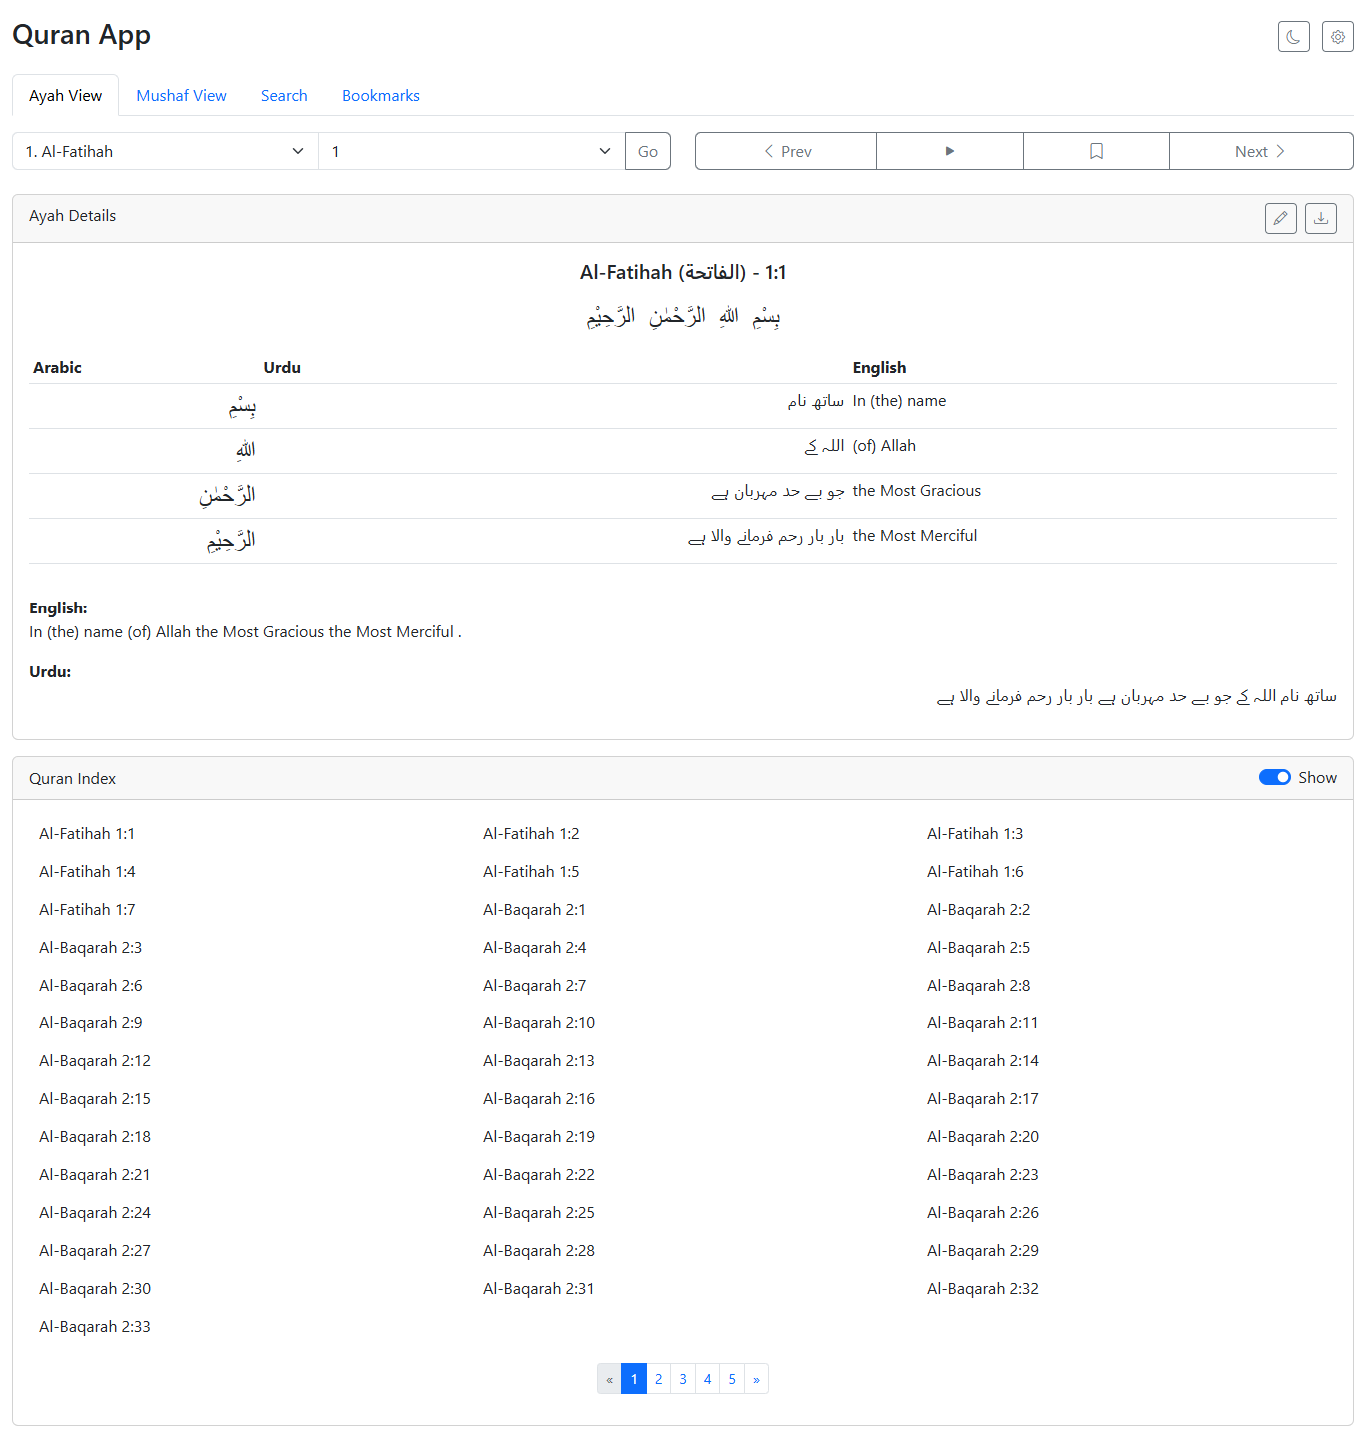 Quran App
Ayah View Mushaf View Search Bookmarks
1. Al-Fatihah 1 Go Prev Next
Ayah Details
Al-Fatihah (الفاتحة) - 1:1
بِسْمِ اللهِ الرَّحْمٰنِ الرَّحِيْمِ
Arabic Urdu English
بِسْمِ ساتھ نام In (the) name
اللهِ اللہ کے (of) Allah
الرَّحْمٰنِ جو بے حد مہربان ہے the Most Gracious
الرَّحِيْمِ بار بار رحم فرمانے والا ہے the Most Merciful
English:
In (the) name (of) Allah the Most Gracious the Most Merciful .
Urdu:
ساتھ نام اللہ کے جو بے حد مہربان ہے بار بار رحم فرمانے والا ہے
Quran Index Show
Al-Fatihah 1:1 Al-Fatihah 1:2 Al-Fatihah 1:3
Al-Fatihah 1:4 Al-Fatihah 1:5 Al-Fatihah 1:6
Al-Fatihah 1:7 Al-Baqarah 2:1 Al-Baqarah 2:2
Al-Baqarah 2:3 Al-Baqarah 2:4 Al-Baqarah 2:5
Al-Baqarah 2:6 Al-Baqarah 2:7 Al-Baqarah 2:8
Al-Baqarah 2:9 Al-Baqarah 2:10 Al-Baqarah 2:11
Al-Baqarah 2:12 Al-Baqarah 2:13 Al-Baqarah 2:14
Al-Baqarah 2:15 Al-Baqarah 2:16 Al-Baqarah 2:17
Al-Baqarah 2:18 Al-Baqarah 2:19 Al-Baqarah 2:20
Al-Baqarah 2:21 Al-Baqarah 2:22 Al-Baqarah 2:23
Al-Baqarah 2:24 Al-Baqarah 2:25 Al-Baqarah 2:26
Al-Baqarah 2:27 Al-Baqarah 2:28 Al-Baqarah 2:29
Al-Baqarah 2:30 Al-Baqarah 2:31 Al-Baqarah 2:32
Al-Baqarah 2:33
« 1 2 3 4 5 »